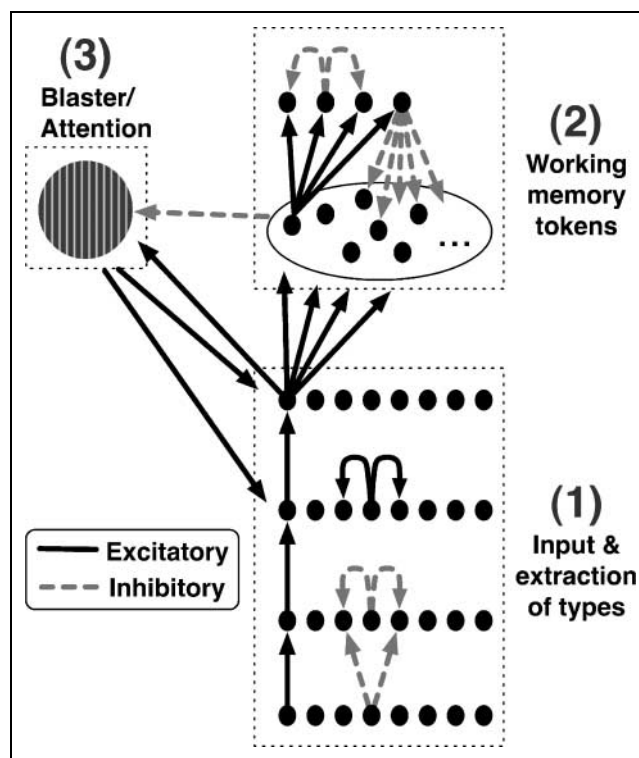 (3)
Blaster/
Attention
(2)
Working
memory
tokens
...
(1)
Input &
extraction
of types
Excitatory
Inhibitory